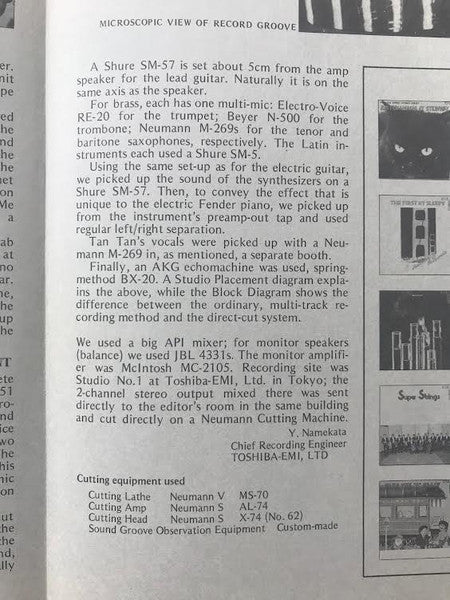 MICROSCOPIC VIEW OF RECORD GROOVE
A Shure SM-57 is set about 5cm from the amp
speaker for the lead guitar. Naturally it is on the
same axis as the speaker.
For brass, each has one multi-mic: Electro-Voice
RE-20 for the trumpet; Beyer N-500 for the
trombone; Neumann M-269s for the tenor and
baritone saxophones, respectively. The Latin in-
struments each used a Shure SM-5.
Using the same set-up as for the electric guitar,
we picked up the sound of the synthesizers on a
Shure SM-57. Then, to convey the effect that is
unique to the electric Fender piano, we picked up
from the instrument's preamp-out tap and used
regular left/right separation.
Tan Tan's vocals were picked up with a Neu-
mann M-269 in, as mentioned, a separate booth.
Finally, an AKG echomachine was used, spring-
method BX-20. A Studio Placement diagram explai-
ns the above, while the Block Diagram shows the
difference between the ordinary, multi-track re-
cording method and the direct-cut system.
We used a big API mixer; for monitor speakers
(balance) we used JBL 4331s. The monitor amplifi-
er was McIntosh MC-2105. Recording site was
Studio No.1 at Toshiba-EMI, Ltd. in Tokyo; the
2-channel stereo output mixed there was sent
directly to the editor's room in the same building
and cut directly on a Neumann Cutting Machine.
Y. Namekata
Chief Recording Engineer
TOSHIBA-EMI, LTD
Cutting equipment used
Cutting Lathe Neumann V MS-70
Cutting Amp Neumann S AL-74
Cutting Head Neumann S X-74 (No. 62)
Sound Groove Observation Equipment Custom-made
THE FIRST AT SLEEPY
Supe Strings